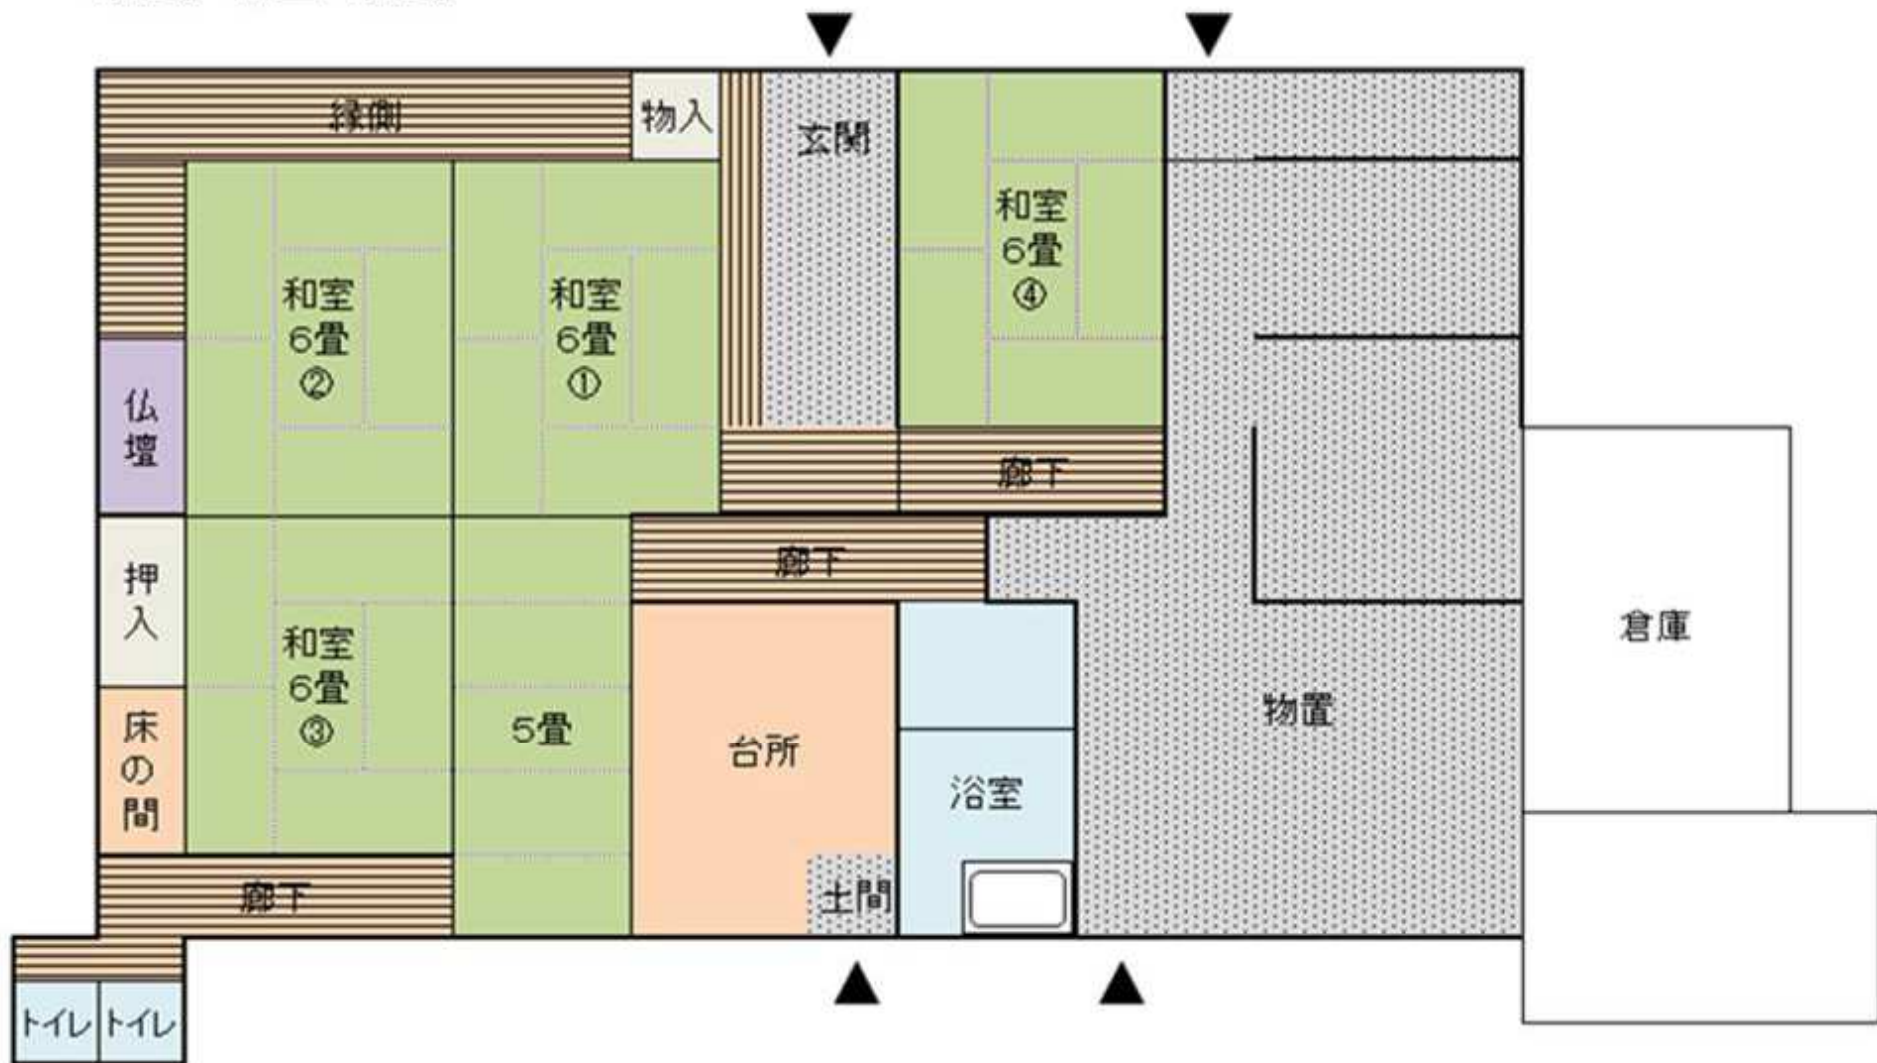 縁側
物入
玄関
和室
6畳
④
和室
6畳
②
和室
6畳
①
仏
壇
廊下
押
入
廊下
和室
6畳
③
床
の
間
5畳
台所
浴室
物置
倉庫
土間
廊下
トイレ
トイレ